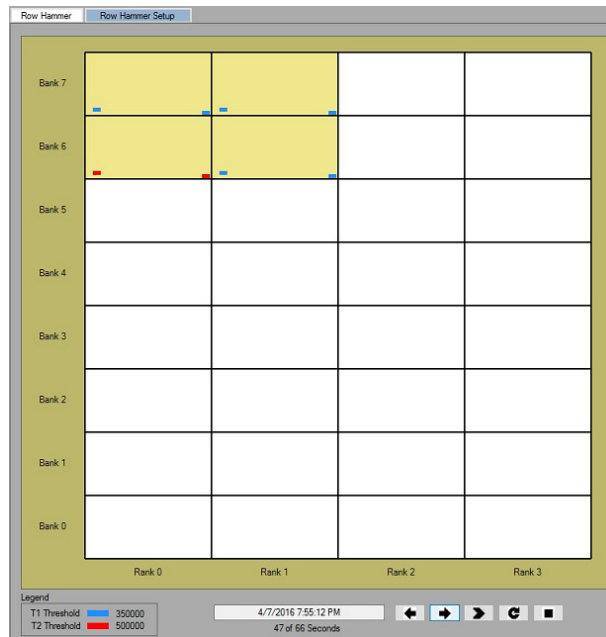 Row Hammer Row Hammer Setup
Bank 7
Bank 6
Bank 5
Bank 4
Bank 3
Bank 2
Bank 1
Bank 0
Rank 0 Rank 1 Rank 2 Rank 3
Legend
T1 Threshold 350000
T2 Threshold 500000
4/7/2016 7:55:12 PM
47 of 66 Seconds